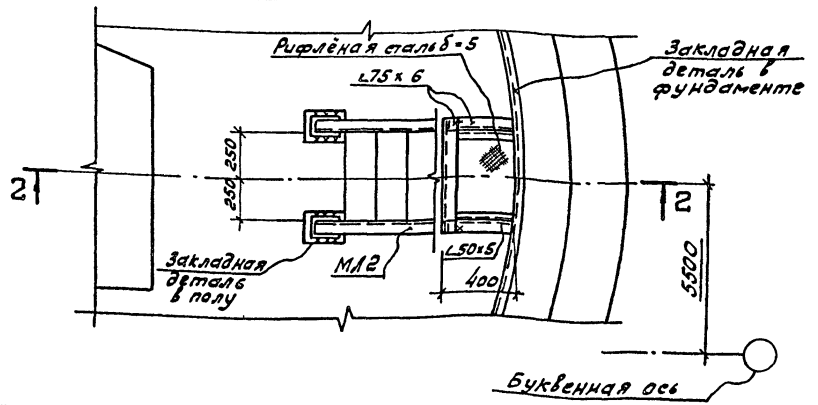 Рифлёная сталь δ=5
Закладная
деталь в
фундаменте
∟75×6
250
250
2
2
Закладная
деталь
в полу
МЛ2
∟50×5
400
5500
Буквенная ось